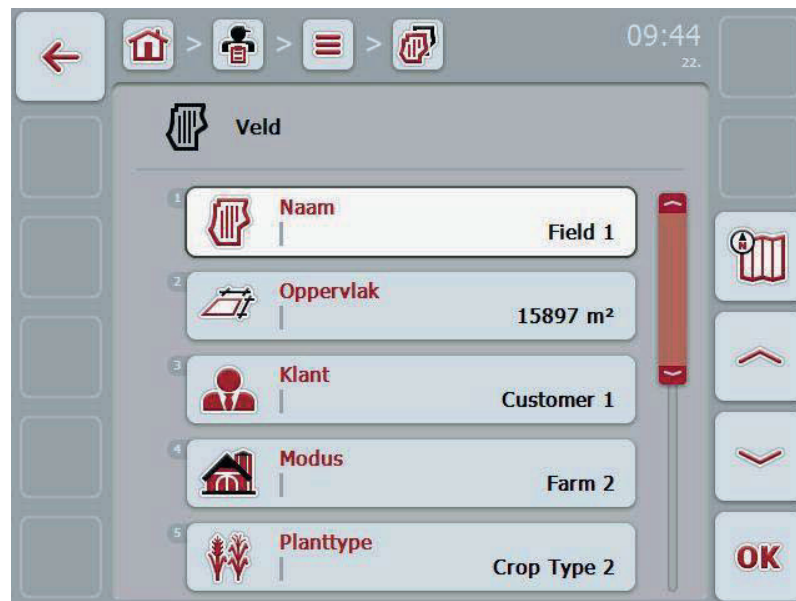 09:44
22.
Veld
1
Naam
Field 1
2
Oppervlak
15897 m²
3
Klant
Customer 1
4
Modus
Farm 2
5
Planttype
Crop Type 2
N
OK